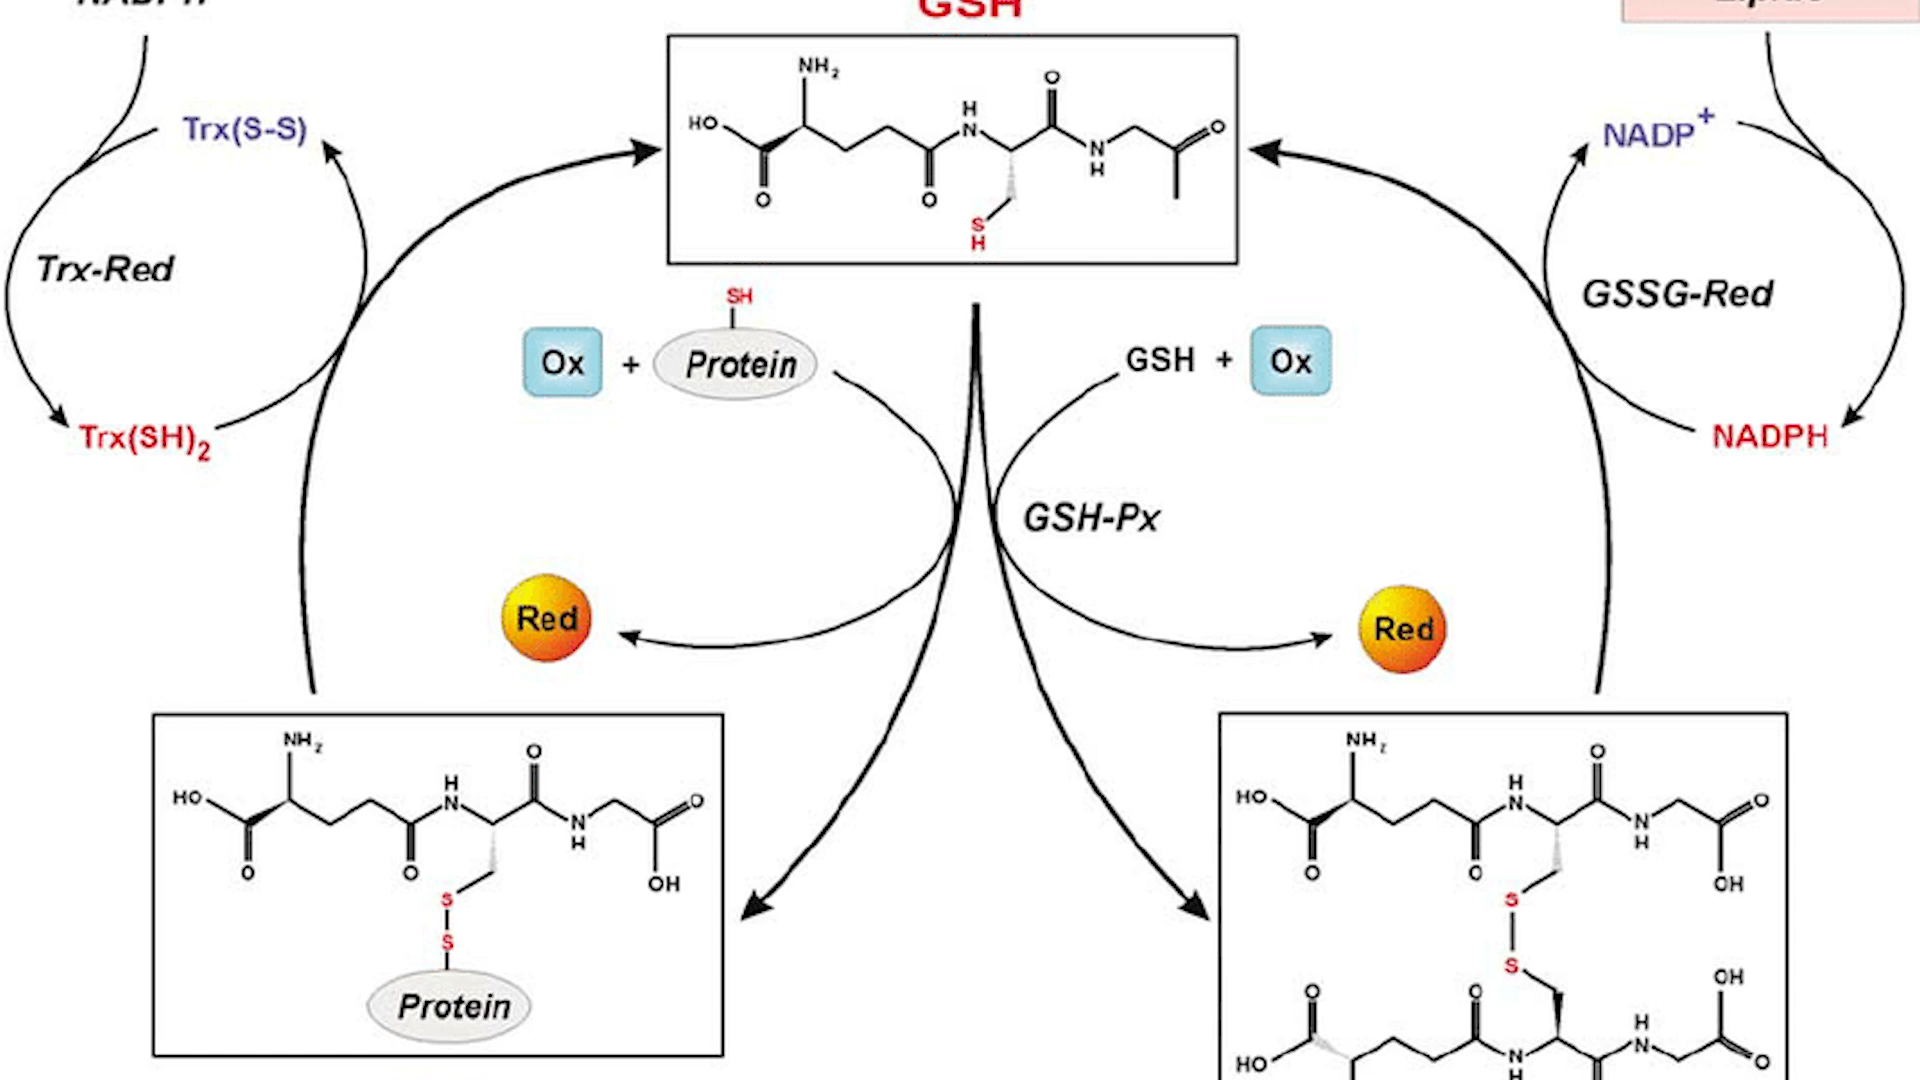 NADPH
GSH
Trx(S-S)
NADP+
Trx-Red
GSSG-Red
Trx(SH)2
NADPH
NH2
HO
O
O
H
N
O
N
H
O
S
H
SH
Ox + Protein
GSH + Ox
GSH-Px
Red
Red
NH2
HO
O
O
H
N
O
N
H
O
OH
S
S
Protein
NH2
HO
O
O
H
N
O
N
H
O
OH
S
S
O
HO
O
N
H
H
N
OH
O